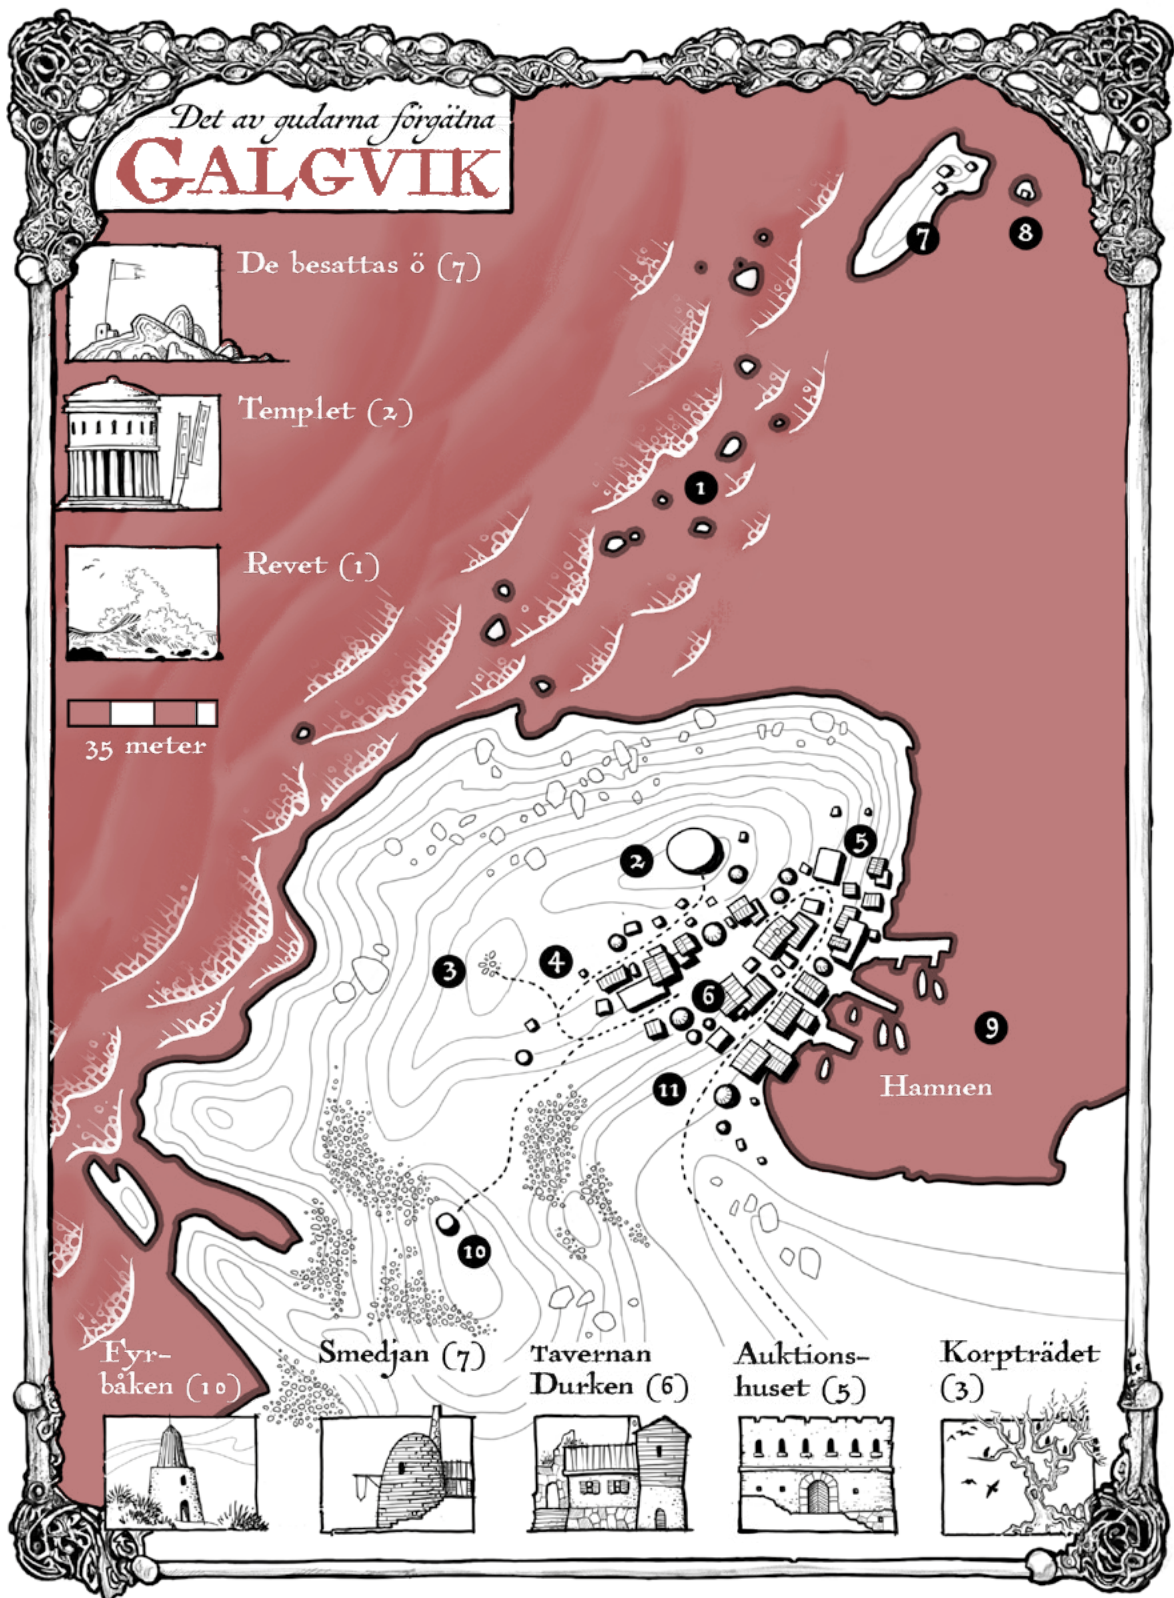 Det av gudarna förgätna
GALGVIK
De besattas ö (7)
Templet (2)
Revet (1)
35 meter
7
8
1
2
5
3
4
6
9
Hamnen
11
10
Fyr-
båken (10)
Smedjan (7)
Tavernan
Durken (6)
Auktions-
huset (5)
Korpträdet
(3)